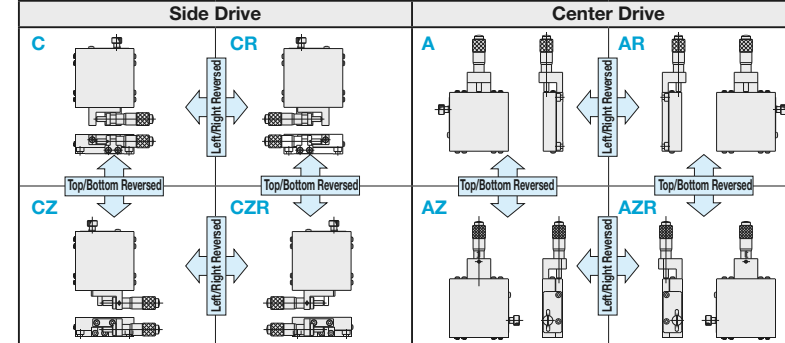 Side Drive
Center Drive
C
CR
A
AR
Left/Right Reversed
Left/Right Reversed
Top/Bottom Reversed
Top/Bottom Reversed
Top/Bottom Reversed
Top/Bottom Reversed
CZ
CZR
AZ
AZR
Left/Right Reversed
Left/Right Reversed